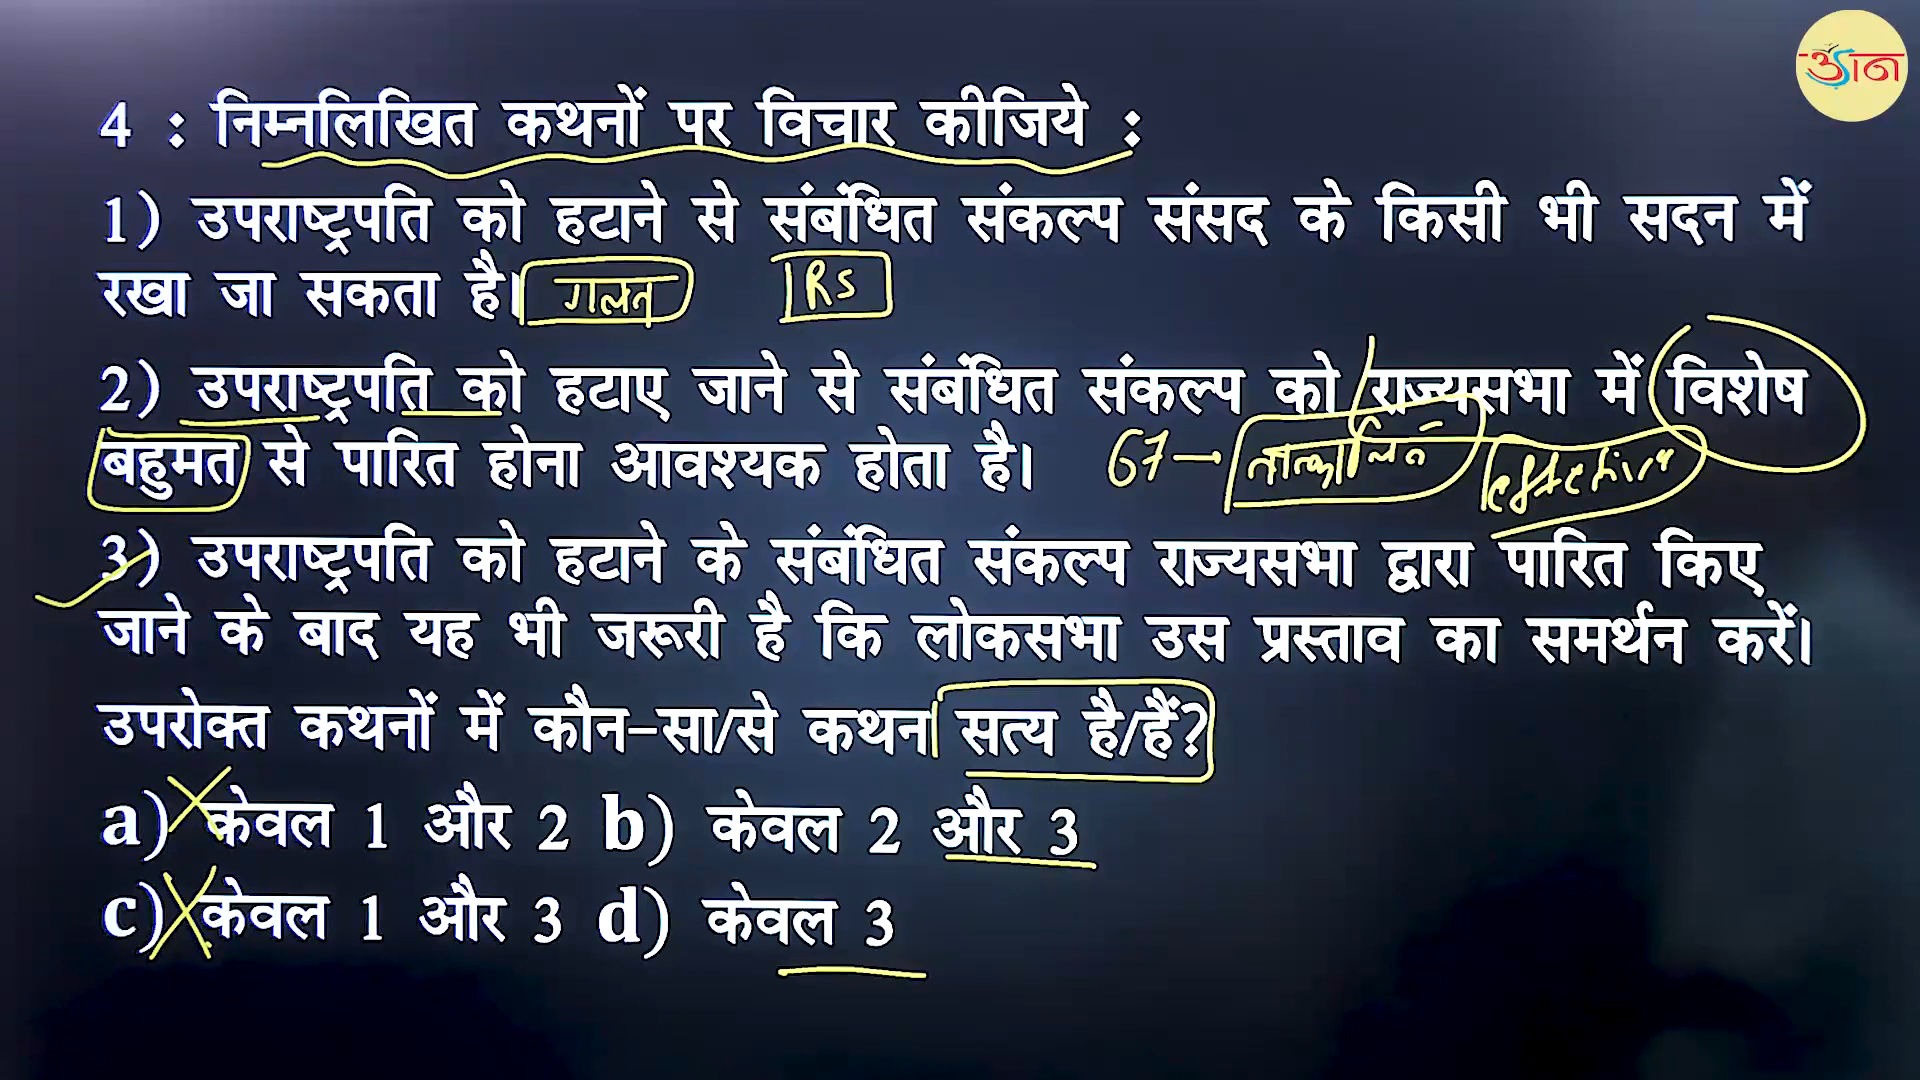 उड़ान
4 : निम्नलिखित कथनों पर विचार कीजिये :
1) उपराष्ट्रपति को हटाने से संबंधित संकल्प संसद के किसी भी सदन में
रखा जा सकता है। गलत RS
2) उपराष्ट्रपति को हटाए जाने से संबंधित संकल्प को राज्यसभा में विशेष
बहुमत से पारित होना आवश्यक होता है। 67 → effective
3) उपराष्ट्रपति को हटाने के संबंधित संकल्प राज्यसभा द्वारा पारित किए
जाने के बाद यह भी जरूरी है कि लोकसभा उस प्रस्ताव का समर्थन करें।
उपरोक्त कथनों में कौन-सा/से कथन सत्य है/हैं?
a) केवल 1 और 2 b) केवल 2 और 3
c) केवल 1 और 3 d) केवल 3